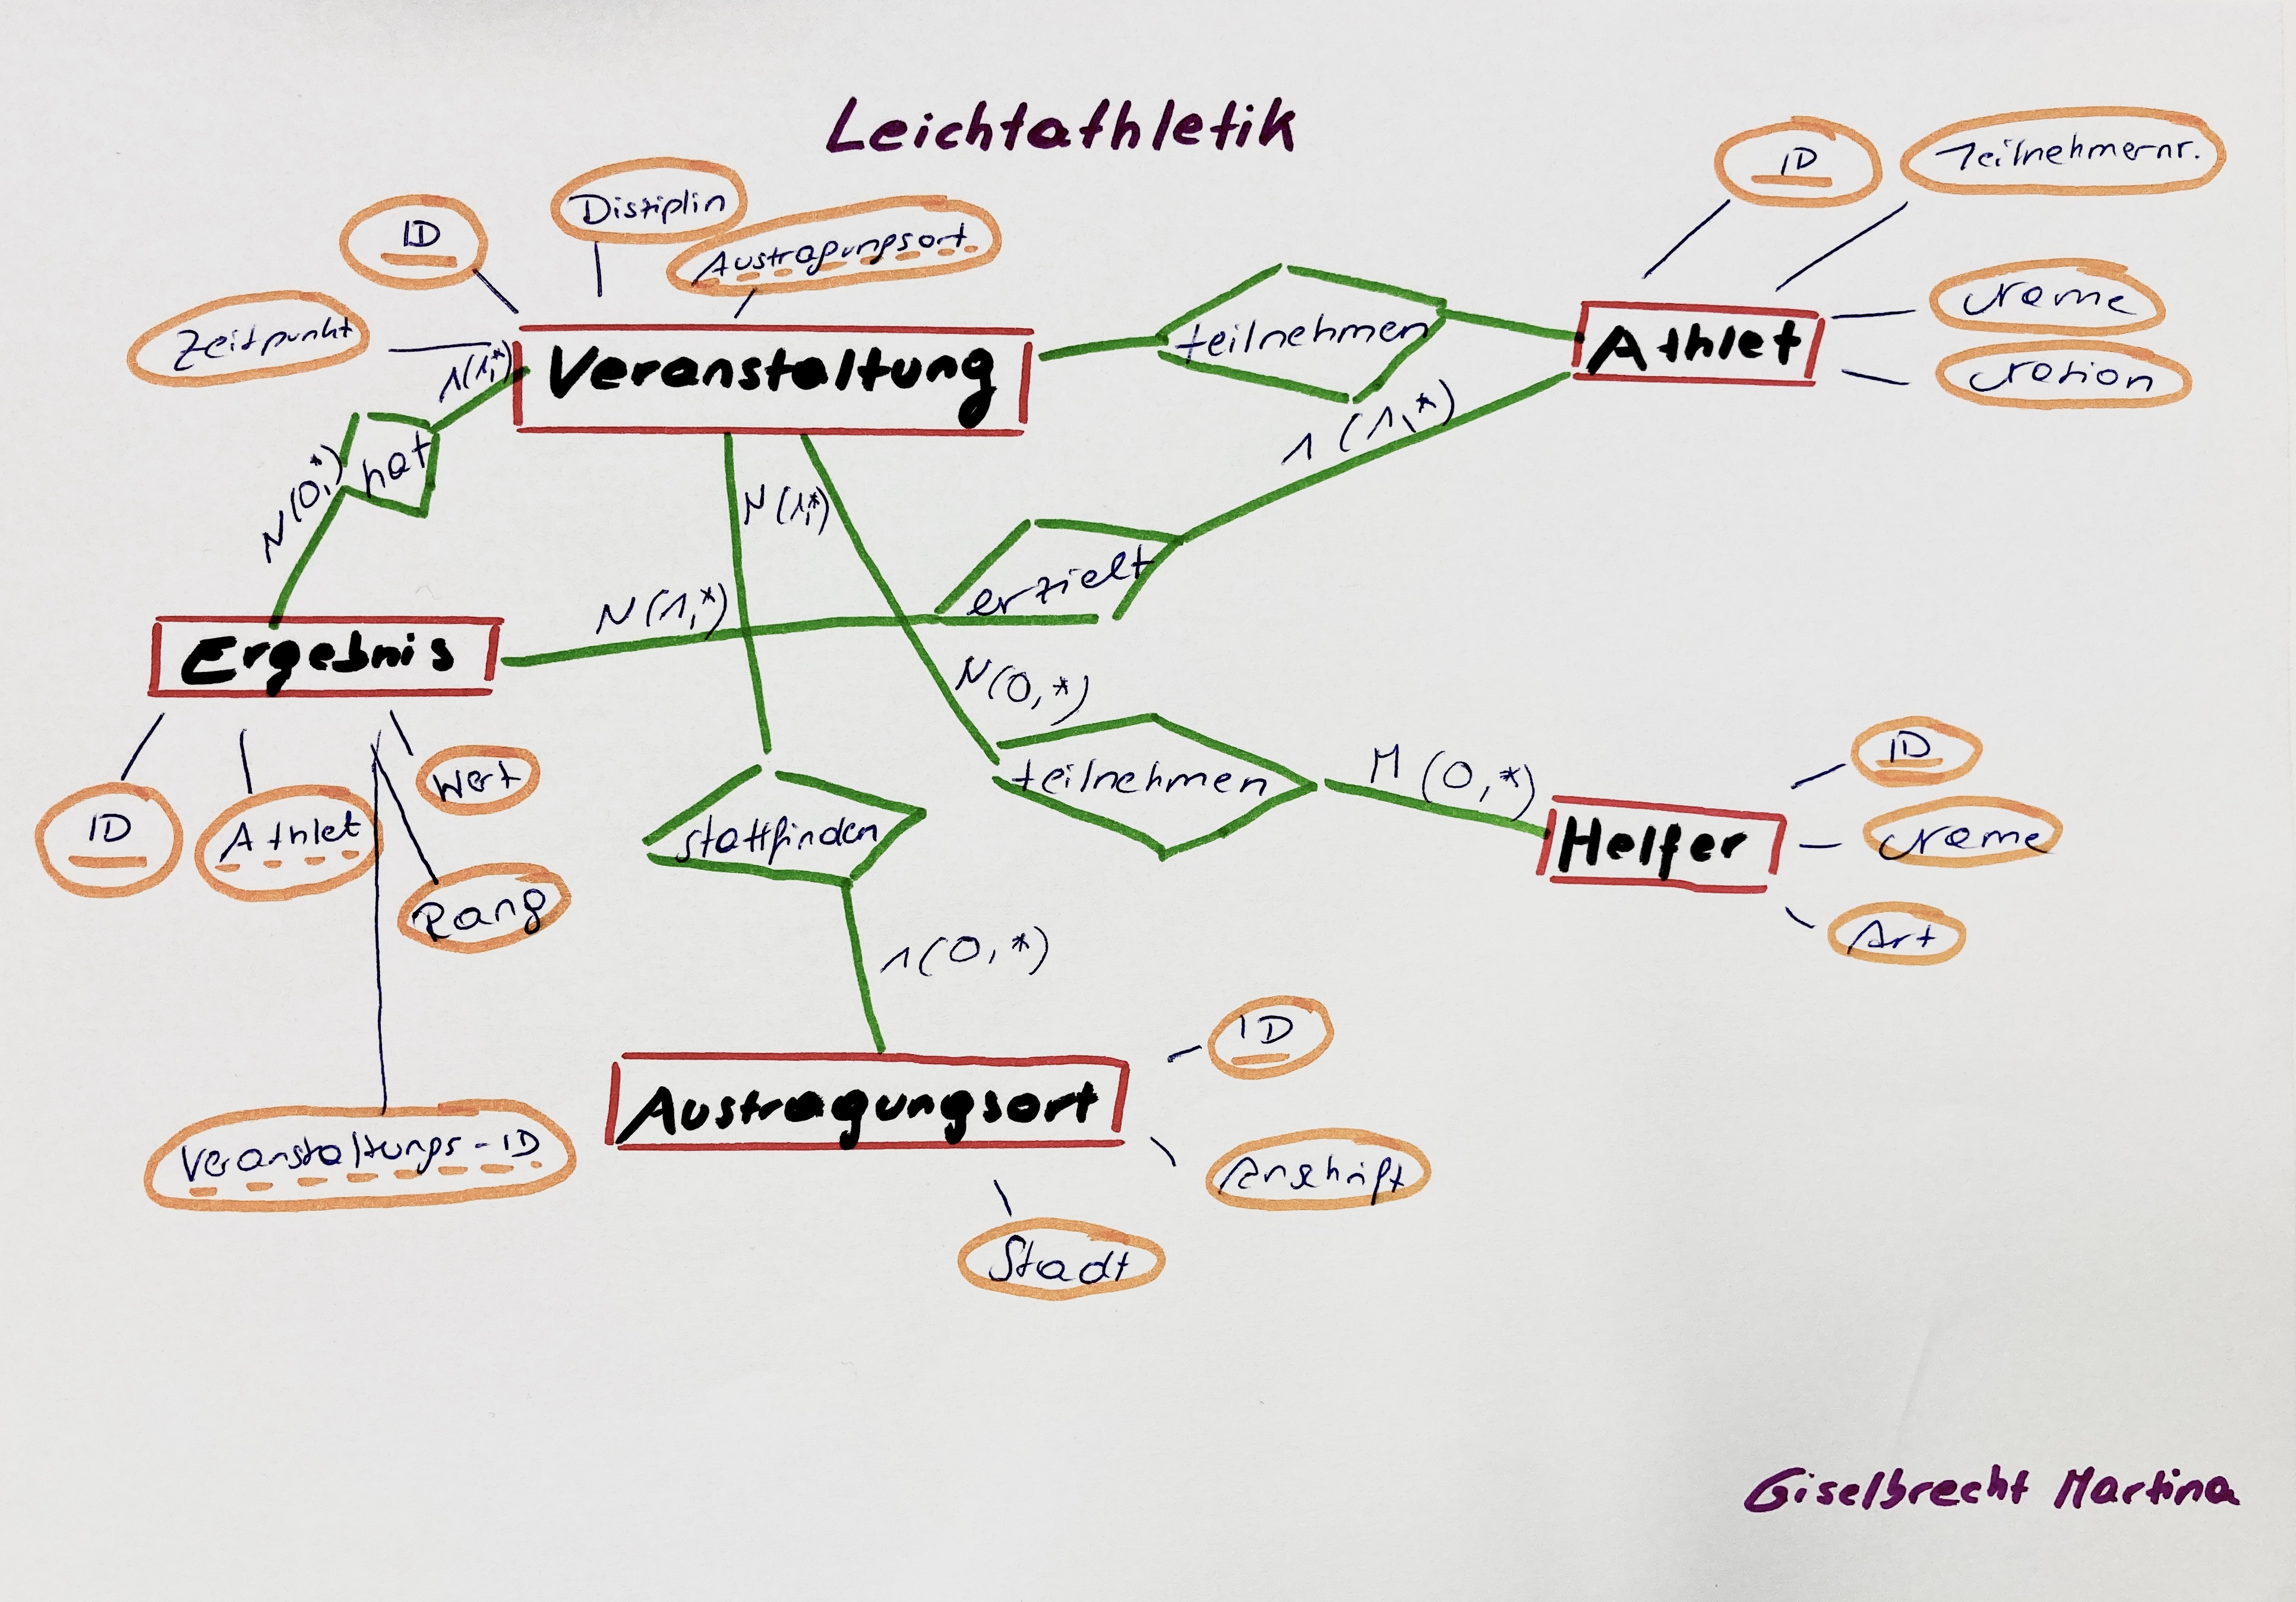 Leichtathletik
ID
Disziplin
Austragungsort
Zeitpunkt
ID
Teilnehmernr.
Name
Nation
Veranstaltung
teilnehmen
Athlet
1(1,*)
hat
N(0,*)
1(1,*)
N(1,*)
erzielt
N(1,*)
Ergebnis
N(0,*)
teilnehmen
M(0,*)
Helfer
ID
Name
Art
ID
Athlet
Wert
Rang
Veranstaltungs-ID
stattfinden
1(0,*)
Austragungsort
ID
Anschrift
Stadt
Giselbrecht Martina